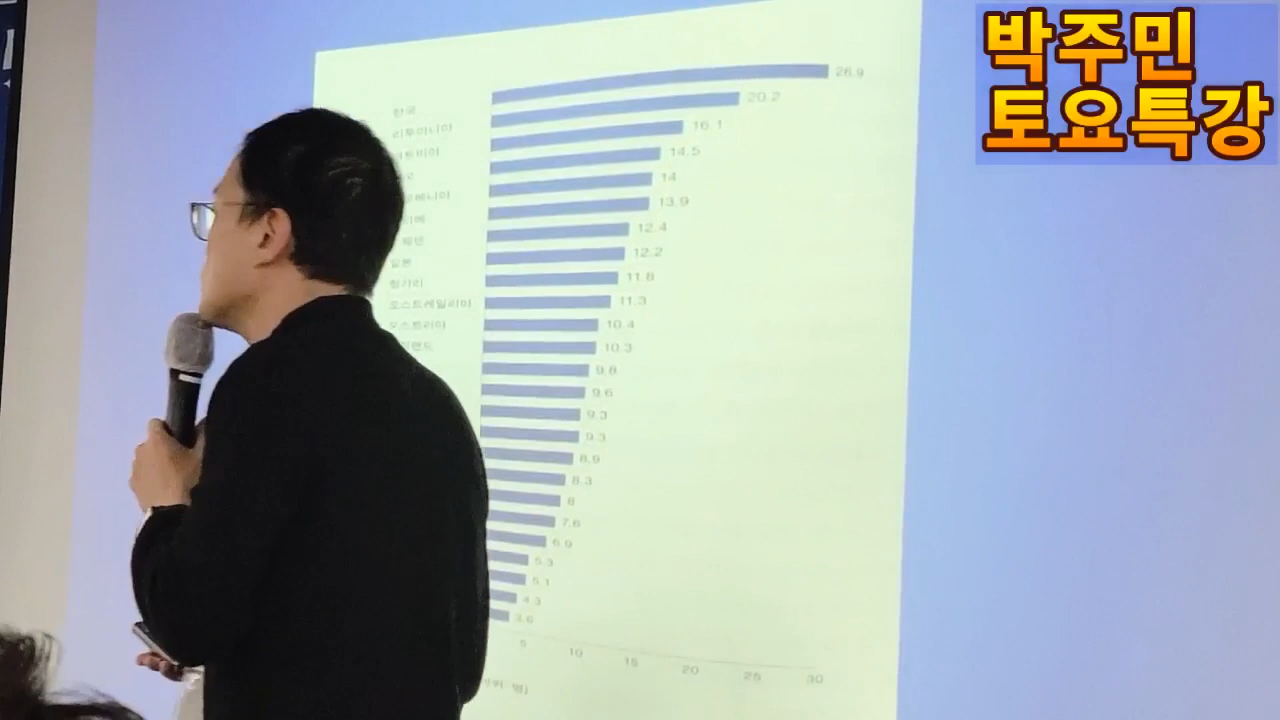 박주민
토요특강
한국 26.9
리투아니아 20.2
16.1
14.5
14
13.9
12.4
일본 12.2
헝가리 11.8
오스트레일리아 11.3
오스트리아 10.4
10.3
9.8
9.6
9.3
9.3
8.9
8.3
8
7.6
6.9
5.3
5.1
4.3
3.6
5 10 15 20 25 30
명)